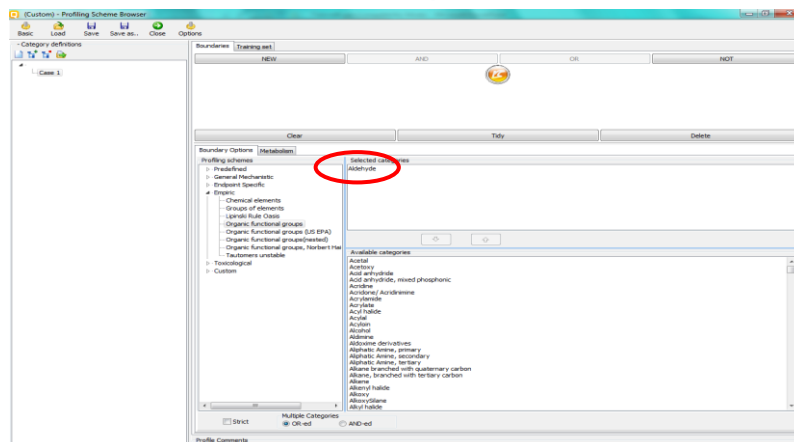 (Custom) - Profiling Scheme Browser
Basic Load Save Save as.. Close Options
- Category definitions
Case 1
Boundaries Training set
NEW AND OR NOT
Clear Tidy Delete
Boundary Options Metabolism
Profiling schemes
Predefined
General Mechanistic
Endpoint Specific
Empiric
Chemical elements
Groups of elements
Lipinski Rule Oasis
Organic functional groups
Organic functional groups (US EPA)
Organic functional groups(nested)
Organic functional groups, Norbert Hai
Tautomers unstable
Toxicological
Custom
Selected categories
Aldehyde
Available categories
Acetal
Acetoxy
Acid anhydride
Acid anhydride, mixed phosphonic
Acridine
Acridone/ Acridinimine
Acrylamide
Acrylate
Acyl halide
Acylal
Acyloin
Alcohol
Aldimine
Aldoxime derivatives
Aliphatic Amine, primary
Aliphatic Amine, secondary
Aliphatic Amine, tertiary
Alkane branched with quaternary carbon
Alkane, branched with tertiary carbon
Alkene
Alkenyl halide
Alkoxy
AlkoxySilane
Alkyl halide
Strict
Multiple Categories
OR-ed AND-ed
Profile Comments